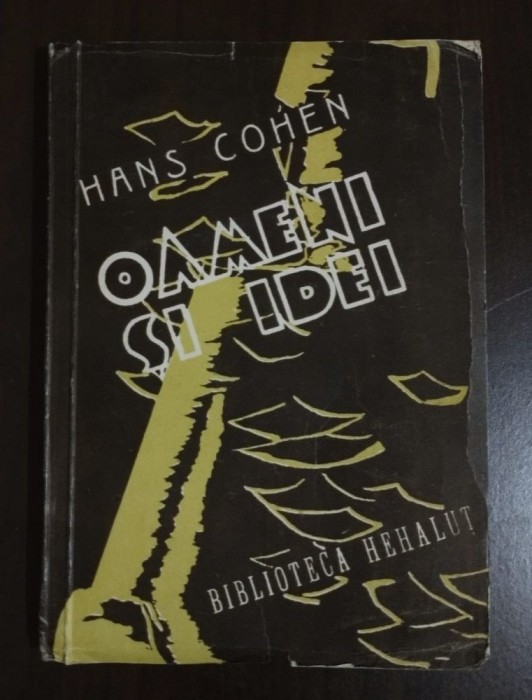 HANS COHEN
OAMENI
ȘI IDEI
BIBLIOTECA HEHALUȚ